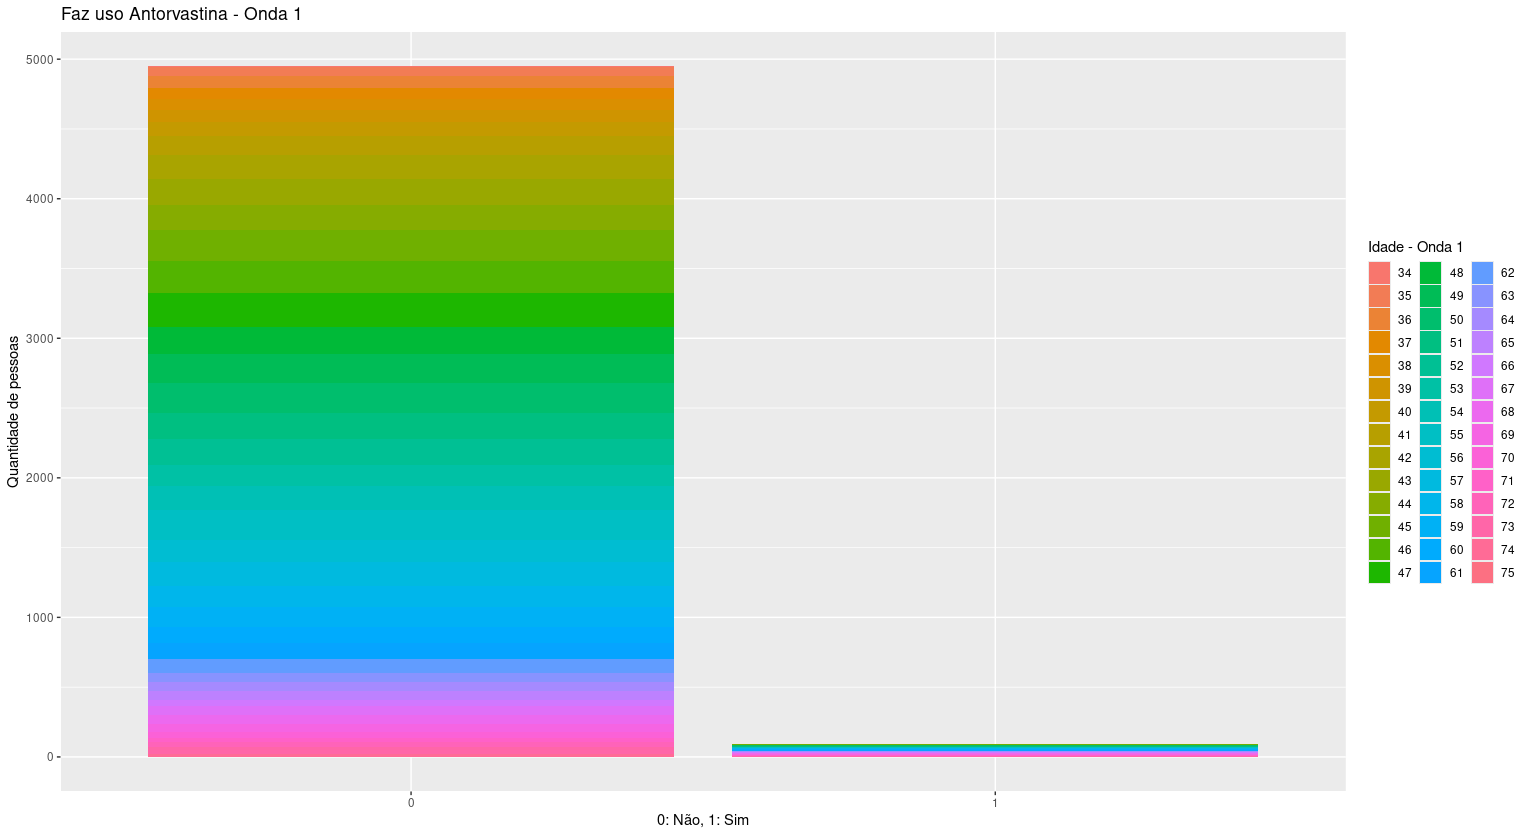 Faz uso Antorvastina - Onda 1
5000
4000
3000
2000
1000
0
Quantidade de pessoas
0
1
0: Não, 1: Sim
Idade - Onda 1
34 48 62
35 49 63
36 50 64
37 51 65
38 52 66
39 53 67
40 54 68
41 55 69
42 56 70
43 57 71
44 58 72
45 59 73
46 60 74
47 61 75